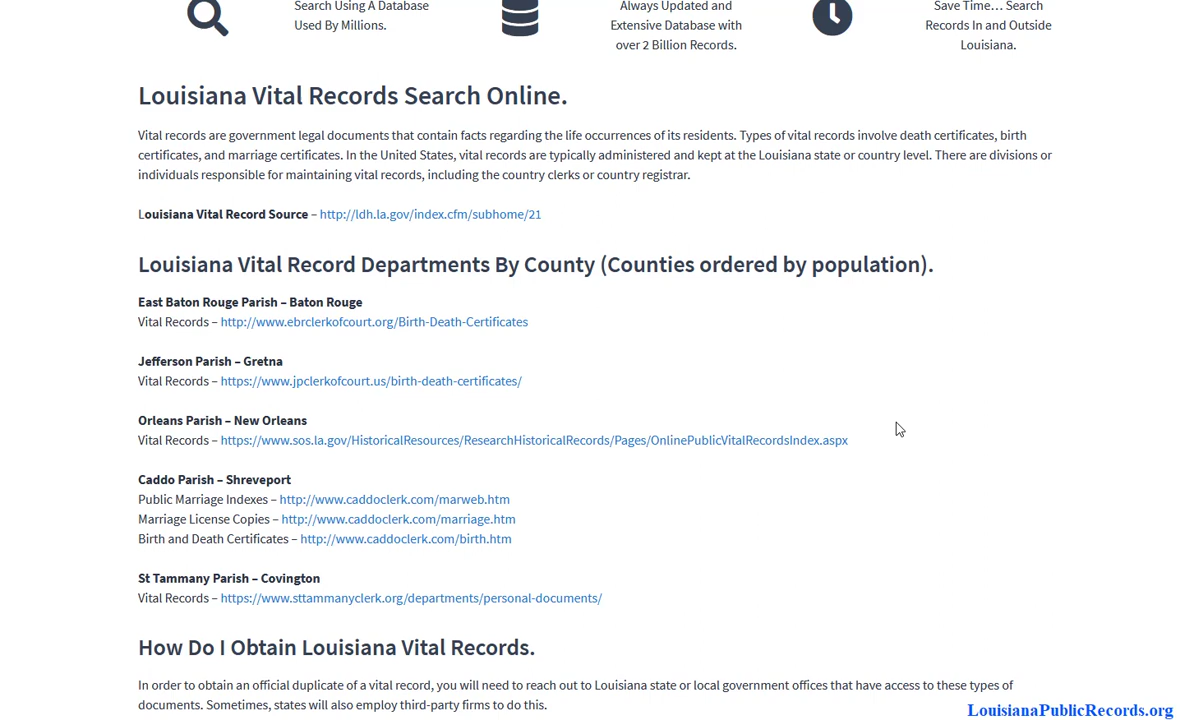 Search Using A Database
Used By Millions.
Always Updated and
Extensive Database with
over 2 Billion Records.
Save Time… Search
Records In and Outside
Louisiana.
Louisiana Vital Records Search Online.
Vital records are government legal documents that contain facts regarding the life occurrences of its residents. Types of vital records involve death certificates, birth
certificates, and marriage certificates. In the United States, vital records are typically administered and kept at the Louisiana state or country level. There are divisions or
individuals responsible for maintaining vital records, including the country clerks or country registrar.
Louisiana Vital Record Source – http://ldh.la.gov/index.cfm/subhome/21
Louisiana Vital Record Departments By County (Counties ordered by population).
East Baton Rouge Parish – Baton Rouge
Vital Records – http://www.ebrclerkofcourt.org/Birth-Death-Certificates
Jefferson Parish – Gretna
Vital Records – https://www.jpclerkofcourt.us/birth-death-certificates/
Orleans Parish – New Orleans
Vital Records – https://www.sos.la.gov/HistoricalResources/ResearchHistoricalRecords/Pages/OnlinePublicVitalRecordsIndex.aspx
Caddo Parish – Shreveport
Public Marriage Indexes – http://www.caddoclerk.com/marweb.htm
Marriage License Copies – http://www.caddoclerk.com/marriage.htm
Birth and Death Certificates – http://www.caddoclerk.com/birth.htm
St Tammany Parish – Covington
Vital Records – https://www.sttammanyclerk.org/departments/personal-documents/
How Do I Obtain Louisiana Vital Records.
In order to obtain an official duplicate of a vital record, you will need to reach out to Louisiana state or local government offices that have access to these types of
documents. Sometimes, states will also employ third-party firms to do this.
LouisianaPublicRecords.org